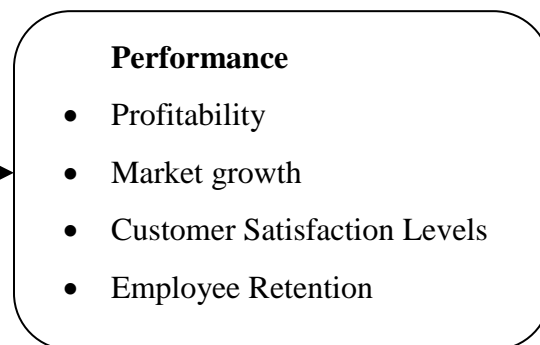 Performance
• Profitability
• Market growth
• Customer Satisfaction Levels
• Employee Retention